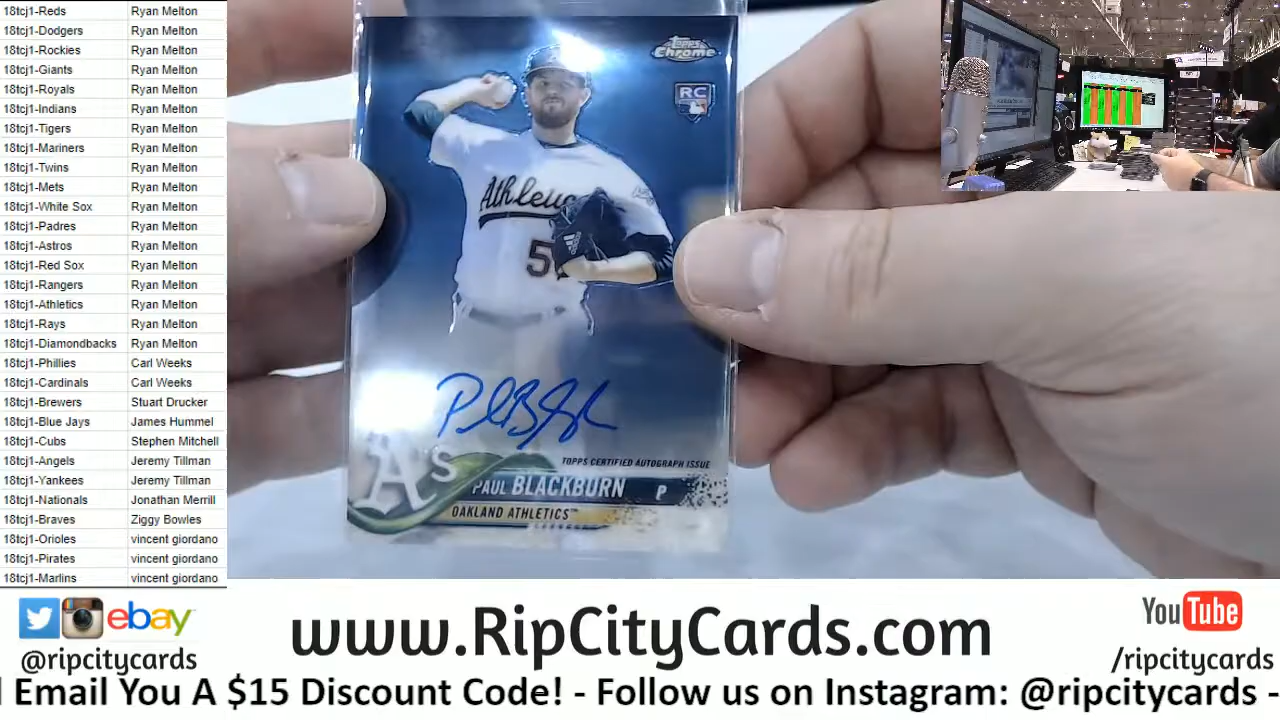 18tcj1-Reds Ryan Melton
18tcj1-Dodgers Ryan Melton
18tcj1-Rockies Ryan Melton
18tcj1-Giants Ryan Melton
18tcj1-Royals Ryan Melton
18tcj1-Indians Ryan Melton
18tcj1-Tigers Ryan Melton
18tcj1-Mariners Ryan Melton
18tcj1-Twins Ryan Melton
18tcj1-Mets Ryan Melton
18tcj1-White Sox Ryan Melton
18tcj1-Padres Ryan Melton
18tcj1-Astros Ryan Melton
18tcj1-Red Sox Ryan Melton
18tcj1-Rangers Ryan Melton
18tcj1-Athletics Ryan Melton
18tcj1-Rays Ryan Melton
18tcj1-Diamondbacks Ryan Melton
18tcj1-Phillies Carl Weeks
18tcj1-Cardinals Carl Weeks
18tcj1-Brewers Stuart Drucker
18tcj1-Blue Jays James Hummel
18tcj1-Cubs Stephen Mitchell
18tcj1-Angels Jeremy Tillman
18tcj1-Yankees Jeremy Tillman
18tcj1-Nationals Jonathan Merrill
18tcj1-Braves Ziggy Bowles
18tcj1-Orioles vincent giordano
18tcj1-Pirates vincent giordano
18tcj1-Marlins vincent giordano
TOPPS
Chrome
RC
Athletic
5
TOPPS CERTIFIED AUTOGRAPH ISSUE
A's
PAUL BLACKBURN P
OAKLAND ATHLETICS™
ebay
@ripcitycards
www.RipCityCards.com
YouTube
/ripcitycards
Email You A $15 Discount Code! - Follow us on Instagram: @ripcitycards -